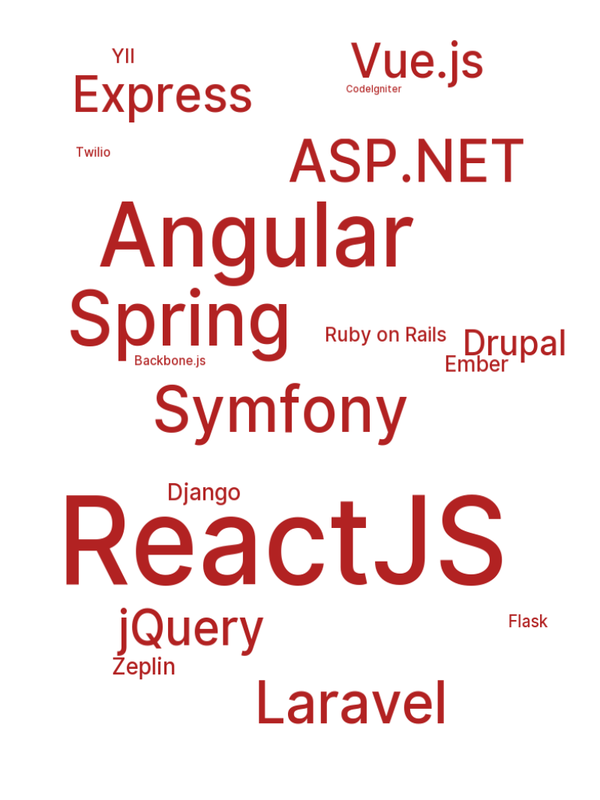 YII
Vue.js
Express
CodeIgniter
Twilio
ASP.NET
Angular
Spring
Ruby on Rails
Drupal
Backbone.js
Ember
Symfony
Django
ReactJS
jQuery
Flask
Zeplin
Laravel